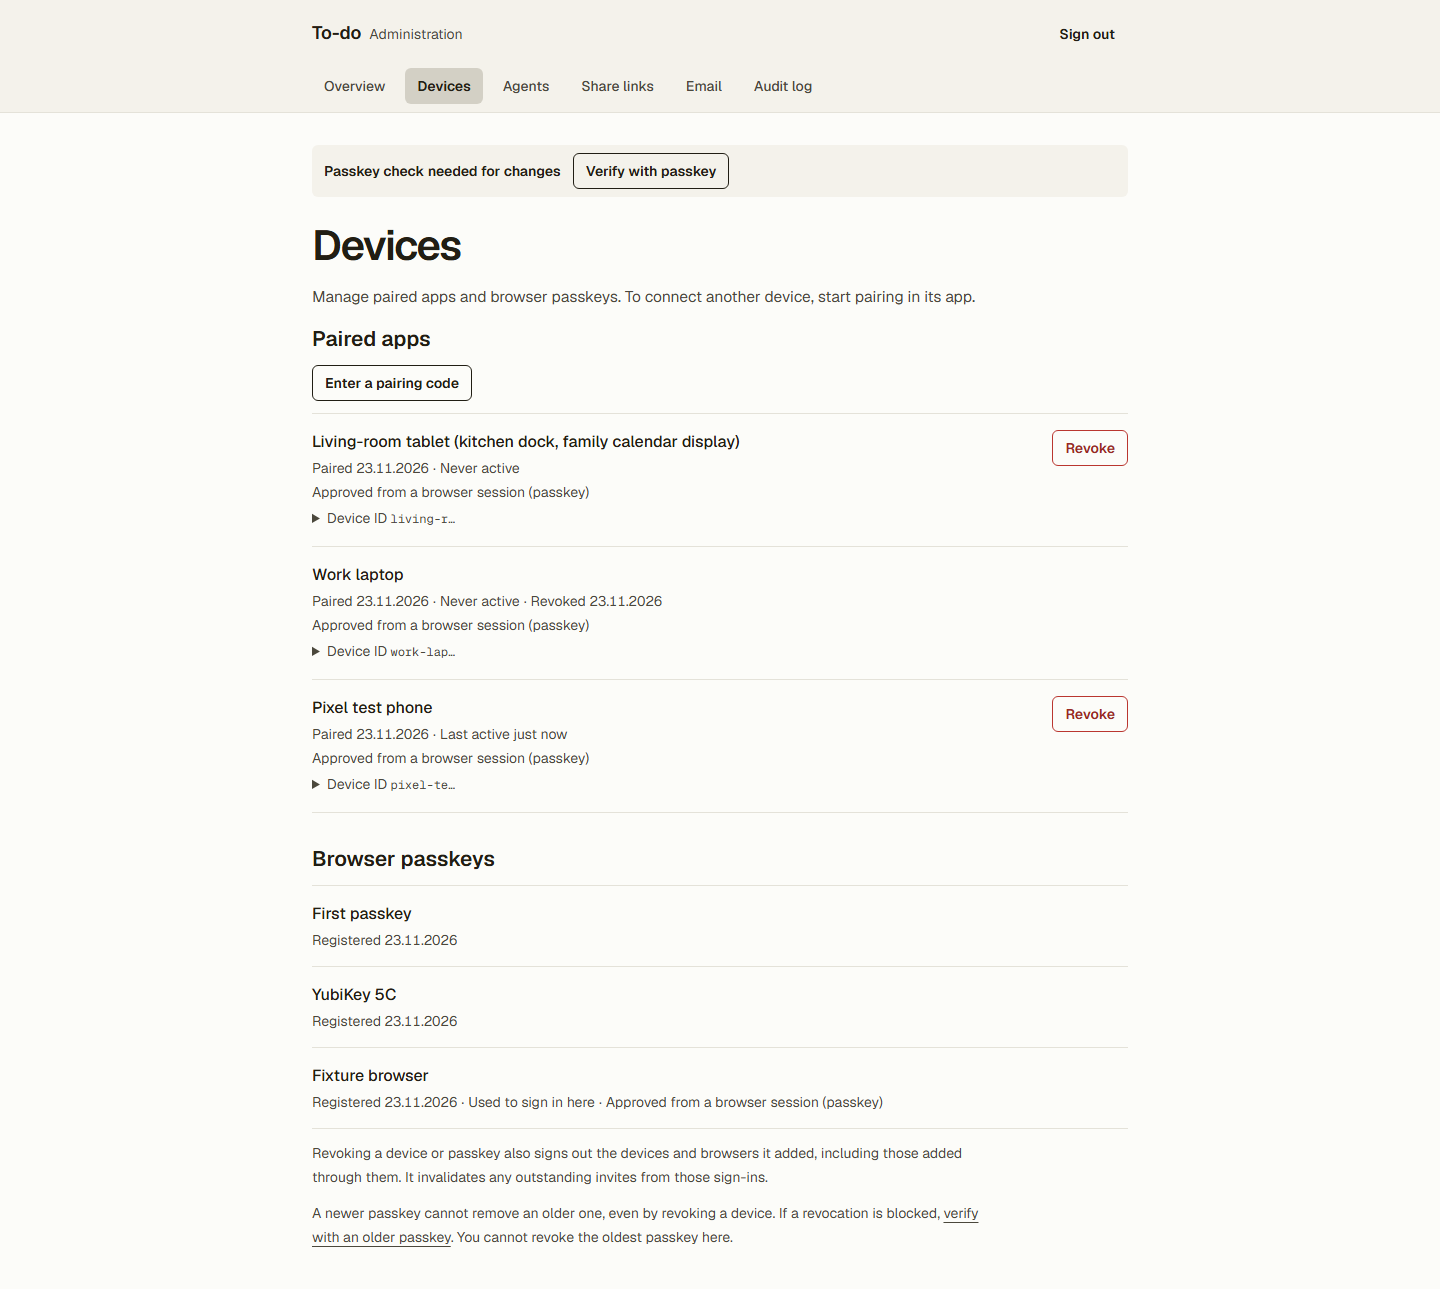 To-do Administration
Sign out
Overview Devices Agents Share links Email Audit log
Passkey check needed for changes Verify with passkey
Devices
Manage paired apps and browser passkeys. To connect another device, start pairing in its app.
Paired apps
Enter a pairing code
Living-room tablet (kitchen dock, family calendar display)
Revoke
Paired 23.11.2026 · Never active
Approved from a browser session (passkey)
Device ID living-r…
Work laptop
Paired 23.11.2026 · Never active · Revoked 23.11.2026
Approved from a browser session (passkey)
Device ID work-lap…
Pixel test phone
Revoke
Paired 23.11.2026 · Last active just now
Approved from a browser session (passkey)
Device ID pixel-te…
Browser passkeys
First passkey
Registered 23.11.2026
YubiKey 5C
Registered 23.11.2026
Fixture browser
Registered 23.11.2026 · Used to sign in here · Approved from a browser session (passkey)
Revoking a device or passkey also signs out the devices and browsers it added, including those added
through them. It invalidates any outstanding invites from those sign-ins.
A newer passkey cannot remove an older one, even by revoking a device. If a revocation is blocked, verify
with an older passkey. You cannot revoke the oldest passkey here.